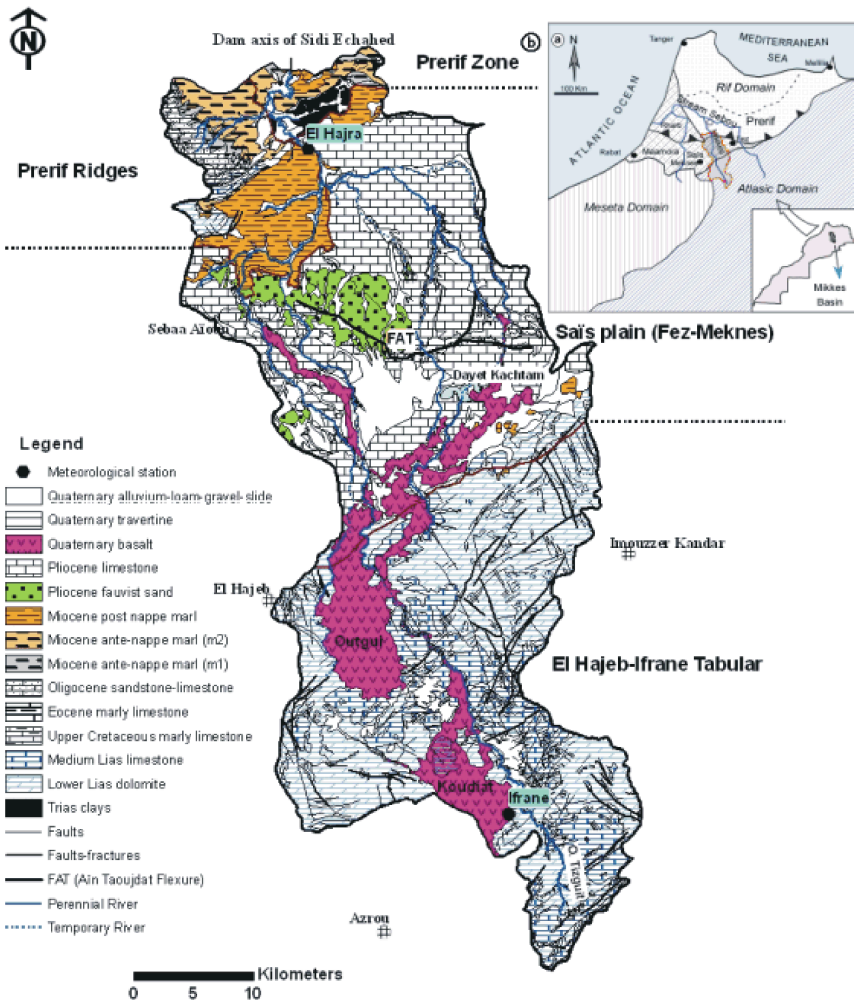 N
Dam axis of Sidi Echahed
Prerif Zone
El Hajra
Prerif Ridges
b
a
N
100 Km
Tanger
MEDITERRANEAN
SEA
Melilla
Rif Domain
ATLANTIC OCEAN
Stream Sebou
Prerif
Rabat
Meseta Domain
Atlasic Domain
Mikkes
Basin
Saïs plain (Fez-Meknes)
FAT
Dayet Kachtam
Imouzzer Kandar
El Hajeb
Outgui
El Hajeb-Ifrane Tabular
Koudiat
Ifrane
O. Tizguit
Azrou
Legend
Meteorological station
Quaternary alluvium-loam-gravel-slide
Quaternary travertine
Quaternary basalt
Pliocene limestone
Pliocene fauvist sand
Miocene post nappe marl
Miocene ante-nappe marl (m2)
Miocene ante-nappe marl (m1)
Oligocene sandstone-limestone
Eocene marly limestone
Upper Cretaceous marly limestone
Medium Lias limestone
Lower Lias dolomite
Trias clays
Faults
Faults-fractures
FAT (Ain Taoujdat Flexure)
Perennial River
Temporary River
Kilometers
0 5 10